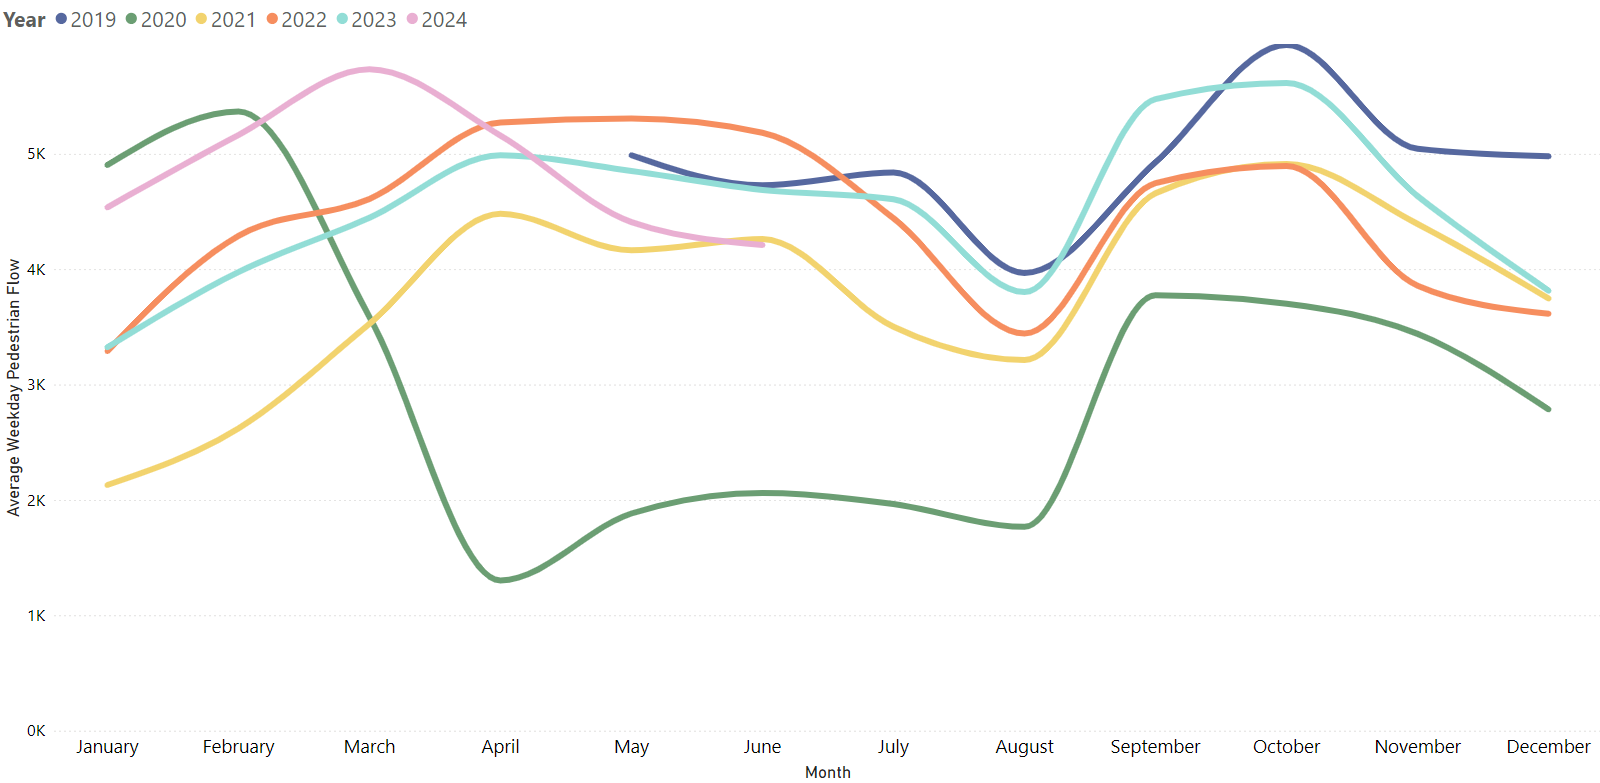 Year 2019 2020 2021 2022 2023 2024
Average Weekday Pedestrian Flow
5K
4K
3K
2K
1K
0K
January February March April May June July August September October November December
Month